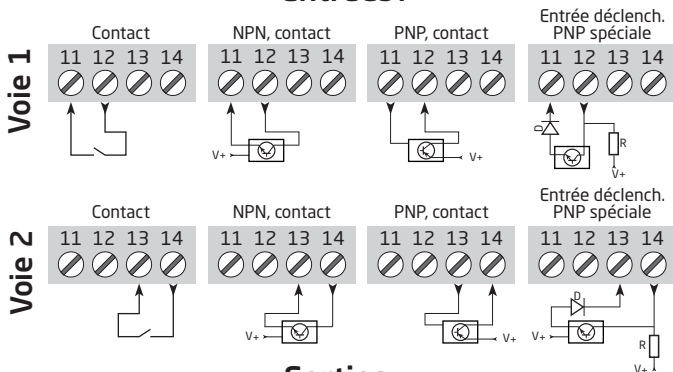 Entrée déclench.
Contact NPN, contact PNP, contact PNP spéciale
Voie 1
11 12 13 14 11 12 13 14 11 12 13 14 11 12 13 14
D
R
V+
V+
V+
V+
Entrée déclench.
Contact NPN, contact PNP, contact PNP spéciale
Voie 2
11 12 13 14 11 12 13 14 11 12 13 14 11 12 13 14
D
V+
V+
V+
R
V+